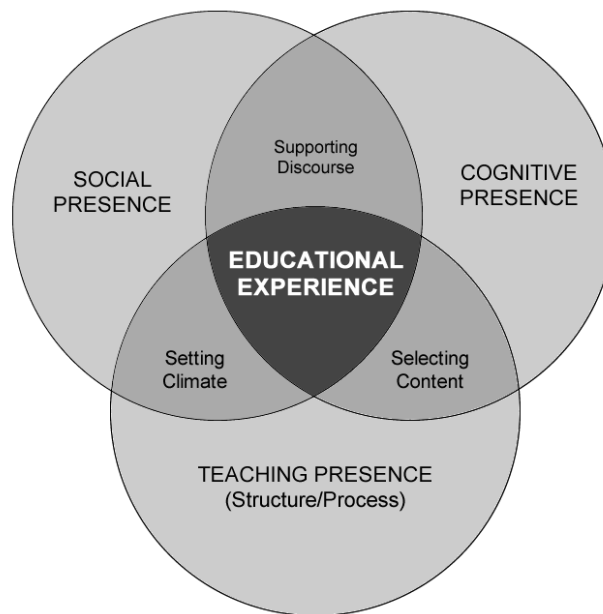 Supporting
Discourse
SOCIAL
PRESENCE
COGNITIVE
PRESENCE
EDUCATIONAL
EXPERIENCE
Setting
Climate
Selecting
Content
TEACHING PRESENCE
(Structure/Process)